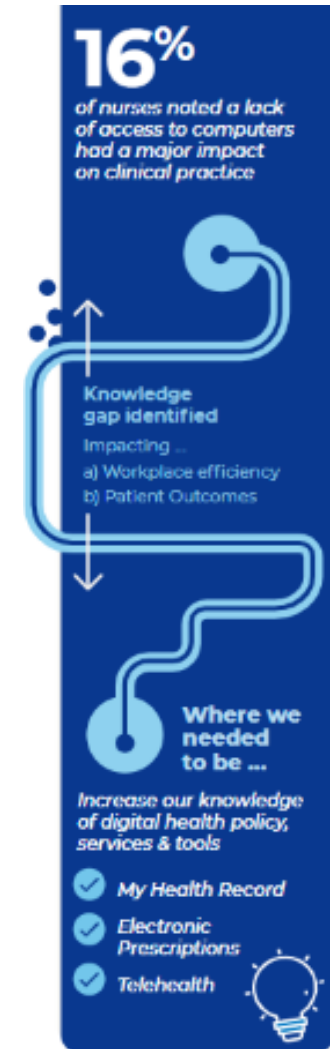 16%
of nurses noted a lack
of access to computers
had a major impact
on clinical practice
Knowledge
gap identified
Impacting ...
a) Workplace efficiency
b) Patient Outcomes
Where we
needed
to be ...
Increase our knowledge
of digital health policy,
services & tools
My Health Record
Electronic
Prescriptions
Telehealth